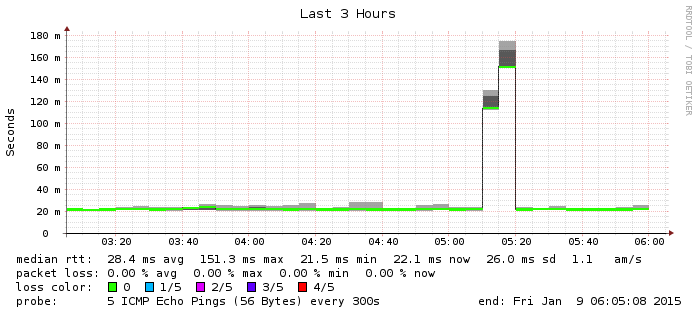 Last 3 Hours
RRDTOOL / TOBI OETIKER
Seconds
180 m
160 m
140 m
120 m
100 m
80 m
60 m
40 m
20 m
0
03:20 03:40 04:00 04:20 04:40 05:00 05:20 05:40 06:00
median rtt: 28.4 ms avg 151.3 ms max 21.5 ms min 22.1 ms now 26.0 ms sd 1.1 am/s
packet loss: 0.00 % avg 0.00 % max 0.00 % min 0.00 % now
loss color: 0 1/5 2/5 3/5 4/5
probe: 5 ICMP Echo Pings (56 Bytes) every 300s end: Fri Jan 9 06:05:08 2015